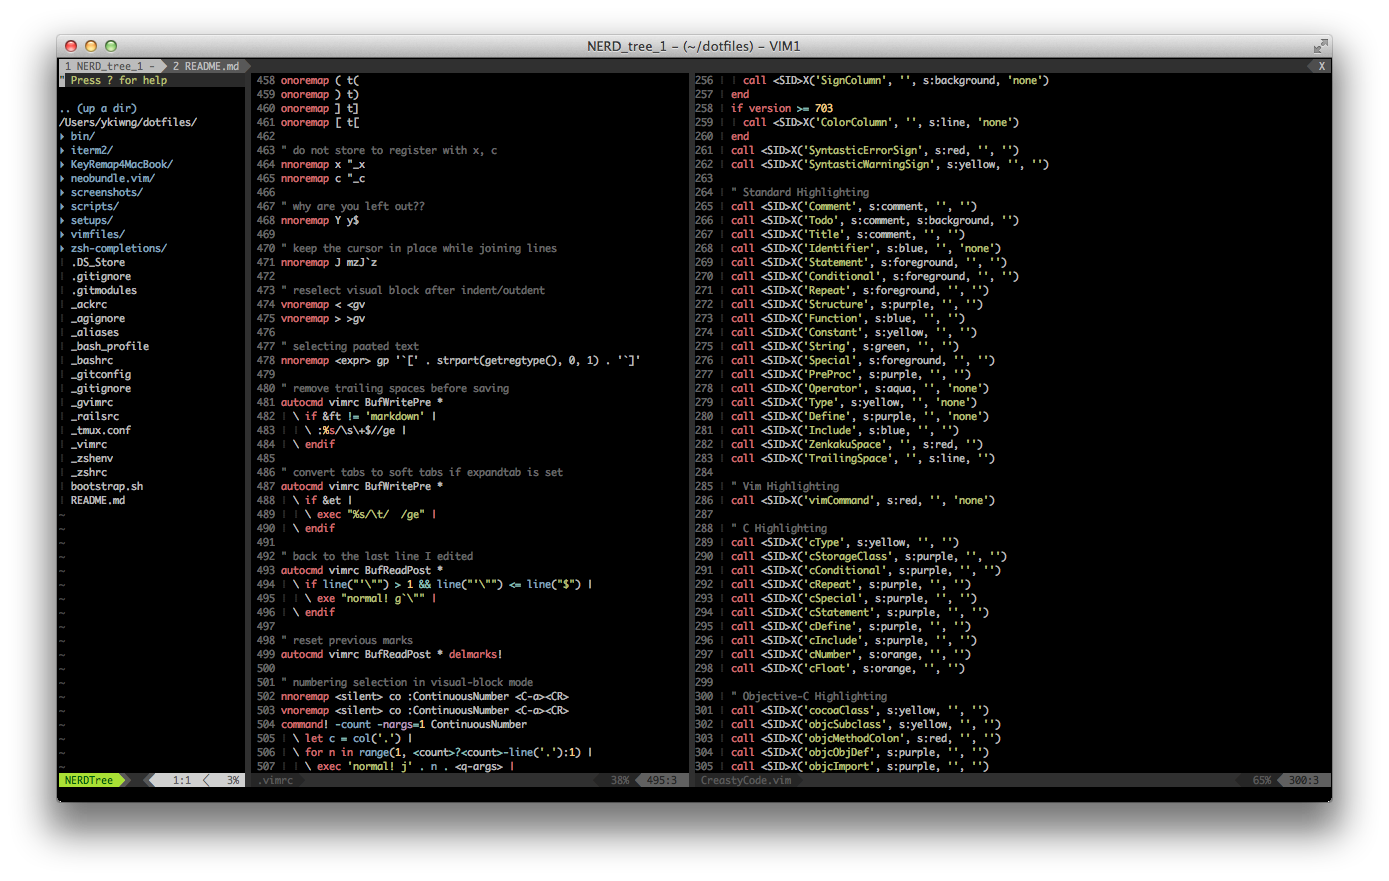 NERD_tree_1 – (~/dotfiles) – VIM1
1 NERD_tree_1 - 2 README.md X
" Press ? for help
.. (up a dir)
/Users/ykiwng/dotfiles/
bin/
iterm2/
KeyRemap4MacBook/
neobundle.vim/
screenshots/
scripts/
setups/
vimfiles/
zsh-completions/
.DS_Store
.gitignore
.gitmodules
_ackrc
_agignore
_aliases
_bash_profile
_bashrc
_gitconfig
_gitignore
_gvimrc
_railsrc
_tmux.conf
_vimrc
_zshenv
_zshrc
bootstrap.sh
README.md
NERDTree 1:1 3%
458 onoremap ( t(
459 onoremap ) t)
460 onoremap ] t]
461 onoremap [ t[
462
463 " do not store to register with x, c
464 nnoremap x "_x
465 nnoremap c "_c
466
467 " why are you left out??
468 nnoremap Y y$
469
470 " keep the cursor in place while joining lines
471 nnoremap J mzJ`z
472
473 " reselect visual block after indent/outdent
474 vnoremap < <gv
475 vnoremap > >gv
476
477 " selecting paated text
478 nnoremap <expr> gp '`[' . strpart(getregtype(), 0, 1) . '`]'
479
480 " remove trailing spaces before saving
481 autocmd vimrc BufWritePre *
482 \ if &ft != 'markdown' |
483 \ :%s/\s\+$//ge |
484 \ endif
485
486 " convert tabs to soft tabs if expandtab is set
487 autocmd vimrc BufWritePre *
488 \ if &et |
489 \ exec "%s/\t/  /ge" |
490 \ endif
491
492 " back to the last line I edited
493 autocmd vimrc BufReadPost *
494 \ if line("'\"") > 1 && line("'\"") <= line("$") |
495 \ exe "normal! g`\"" |
496 \ endif
497
498 " reset previous marks
499 autocmd vimrc BufReadPost * delmarks!
500
501 " numbering selection in visual-block mode
502 nnoremap <silent> co :ContinuousNumber <C-a><CR>
503 vnoremap <silent> co :ContinuousNumber <C-a><CR>
504 command! -count -nargs=1 ContinuousNumber
505 \ let c = col('.') |
506 \ for n in range(1, <count>?<count>-line('.'):1) |
507 \ exec 'normal! j' . n . <q-args> |
.vimrc 38% 495:3
256 call <SID>X('SignColumn', '', s:background, 'none')
257 end
258 if version >= 703
259 call <SID>X('ColorColumn', '', s:line, 'none')
260 end
261 call <SID>X('SyntasticErrorSign', s:red, '', '')
262 call <SID>X('SyntasticWarningSign', s:yellow, '', '')
263
264 " Standard Highlighting
265 call <SID>X('Comment', s:comment, '', '')
266 call <SID>X('Todo', s:comment, s:background, '')
267 call <SID>X('Title', s:comment, '', '')
268 call <SID>X('Identifier', s:blue, '', 'none')
269 call <SID>X('Statement', s:foreground, '', '')
270 call <SID>X('Conditional', s:foreground, '', '')
271 call <SID>X('Repeat', s:foreground, '', '')
272 call <SID>X('Structure', s:purple, '', '')
273 call <SID>X('Function', s:blue, '', '')
274 call <SID>X('Constant', s:yellow, '', '')
275 call <SID>X('String', s:green, '', '')
276 call <SID>X('Special', s:foreground, '', '')
277 call <SID>X('PreProc', s:purple, '', '')
278 call <SID>X('Operator', s:aqua, '', 'none')
279 call <SID>X('Type', s:yellow, '', 'none')
280 call <SID>X('Define', s:purple, '', 'none')
281 call <SID>X('Include', s:blue, '', '')
282 call <SID>X('ZenkakuSpace', '', s:red, '')
283 call <SID>X('TrailingSpace', '', s:line, '')
284
285 " Vim Highlighting
286 call <SID>X('vimCommand', s:red, '', 'none')
287
288 " C Highlighting
289 call <SID>X('cType', s:yellow, '', '')
290 call <SID>X('cStorageClass', s:purple, '', '')
291 call <SID>X('cConditional', s:purple, '', '')
292 call <SID>X('cRepeat', s:purple, '', '')
293 call <SID>X('cSpecial', s:purple, '', '')
294 call <SID>X('cStatement', s:purple, '', '')
295 call <SID>X('cDefine', s:purple, '', '')
296 call <SID>X('cInclude', s:purple, '', '')
297 call <SID>X('cNumber', s:orange, '', '')
298 call <SID>X('cFloat', s:orange, '', '')
299
300 " Objective-C Highlighting
301 call <SID>X('cocoaClass', s:yellow, '', '')
302 call <SID>X('objcSubclass', s:yellow, '', '')
303 call <SID>X('objcMethodColon', s:red, '', '')
304 call <SID>X('objcObjDef', s:purple, '', '')
305 call <SID>X('objcImport', s:purple, '', '')
CreastyCode.vim 65% 300:3